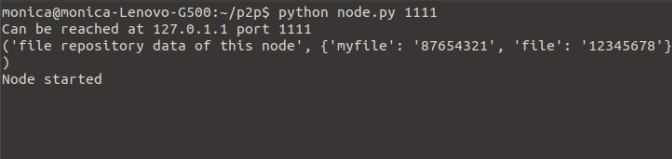 monica@monica-Lenovo-G500:~/p2p$ python node.py 1111
Can be reached at 127.0.1.1 port 1111
('file repository data of this node', {'myfile': '87654321', 'file': '12345678'}
)
Node started